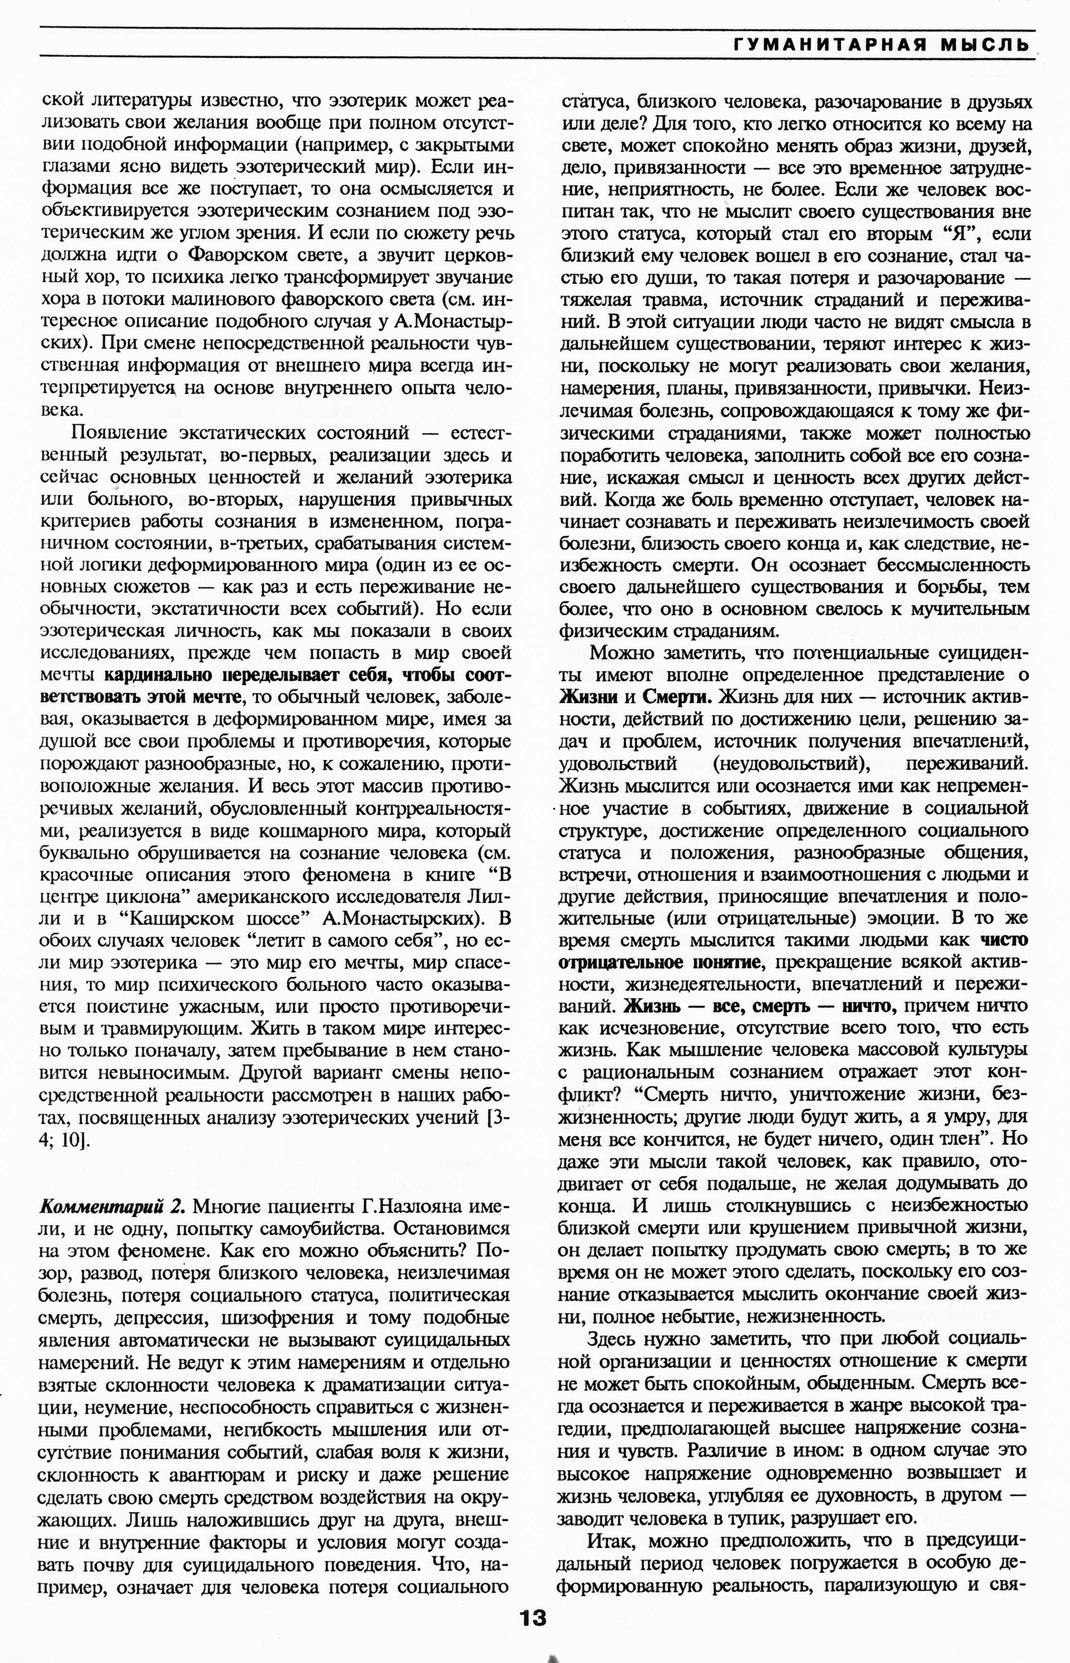 ГУМАНИТАРНАЯ МЫСЛЬ
ской литературы известно, что эзотерик может реа-
лизовать свои желания вообще при полном отсутст-
вии подобной информации (например, с закрытыми
глазами ясно видеть эзотерический мир). Если ин-
формация все же поступает, то она осмысляется и
объективируется эзотерическим сознанием под эзо-
терическим же углом зрения. И если по сюжету речь
должна идти о Фаворском свете, а звучит церков-
ный хор, то психика легко трансформирует звучание
хора в потоки малинового фаворского света (см. ин-
тересное описание подобного случая у А.Монастыр-
ских). При смене непосредственной реальности чув-
ственная информация от внешнего мира всегда ин-
терпретируется на основе внутреннего опыта чело-
века.
Появление экстатических состояний — естест-
венный результат, во-первых, реализации здесь и
сейчас основных ценностей и желаний эзотерика
или больного, во-вторых, нарушения привычных
критериев работы сознания в измененном, погра-
ничном состоянии, в-третьих, срабатывания систем-
ной логики деформированного мира (один из ее ос-
новных сюжетов — как раз и есть переживание не-
обычности, экстатичности всех событий). Но если
эзотерическая личность, как мы показали в своих
исследованиях, прежде чем попасть в мир своей
мечты кардинально переделывает себя, чтобы соот-
ветствовать этой мечте, то обычный человек, заболе-
вая, оказывается в деформированном мире, имея за
душой все свои проблемы и противоречия, которые
порождают разнообразные, но, к сожалению, проти-
воположные желания. И весь этот массив противо-
речивых желаний, обусловленный контрреальностя-
ми, реализуется в виде кошмарного мира, который
буквально обрушивается на сознание человека (см.
красочные описания этого феномена в книге “В
центре циклона” американского исследователя Лил-
ли и в “Каширском шоссе” А.Монастырских). В
обоих случаях человек “летит в самого себя”, но ес-
ли мир эзотерика — это мир его мечты, мир спасе-
ния, то мир психического больного часто оказыва-
ется поистине ужасным, или просто противоречи-
вым и травмирующим. Жить в таком мире интерес-
но только поначалу, затем пребывание в нем стано-
вится невыносимым. Другой вариант смены непо-
средственной реальности рассмотрен в наших рабо-
тах, посвященных анализу эзотерических учений [3-
4; 10].
Комментарий 2. Многие пациенты Г.Назлояна име-
ли, и не одну, попытку самоубийства. Остановимся
на этом феномене. Как его можно объяснить? По-
зор, развод, потеря близкого человека, неизлечимая
болезнь, потеря социального статуса, политическая
смерть, депрессия, шизофрения и тому подобные
явления автоматически не вызывают суицидальных
намерений. Не ведут к этим намерениям и отдельно
взятые склонности человека к драматизации ситуа-
ции, неумение, неспособность справиться с жизнен-
ными проблемами, негибкость мышления или от-
сутствие понимания событий, слабая воля к жизни,
склонность к авантюрам и риску и даже решение
сделать свою смерть средством воздействия на окру-
жающих. Лишь наложившись друг на друга, внеш-
ние и внутренние факторы и условия могут созда-
вать почву для суицидального поведения. Что, на-
пример, означает для человека потеря социального
статуса, близкого человека, разочарование в друзьях
или деле? Для того, кто легко относится ко всему на
свете, может спокойно менять образ жизни, друзей,
дело, привязанности — все это временное затрудне-
ние, неприятность, не более. Если же человек вос-
питан так, что не мыслит своего существования вне
этого статуса, который стал его вторым “Я”, если
близкий ему человек вошел в его сознание, стал ча-
стью его души, то такая потеря и разочарование —
тяжелая травма, источник страданий и пережива-
ний. В этой ситуации люди часто не видят смысла в
дальнейшем существовании, теряют интерес к жиз-
ни, поскольку не могут реализовать свои желания,
намерения, планы, привязанности, привычки. Неиз-
лечимая болезнь, сопровождающаяся к тому же фи-
зическими страданиями, также может полностью
поработить человека, заполнить собой все его созна-
ние, искажая смысл и ценность всех других дейст-
вий. Когда же боль временно отступает, человек на-
чинает сознавать и переживать неизлечимость своей
болезни, близость своего конца и, как следствие, не-
избежность смерти. Он осознает бессмысленность
своего дальнейшего существования и борьбы, тем
более, что оно в основном свелось к мучительным
физическим страданиям.
Можно заметить, что потенциальные суициден-
ты имеют вполне определенное представление о
Жизни и Смерти. Жизнь для них — источник актив-
ности, действий по достижению цели, решению за-
дач и проблем, источник получения впечатлений,
удовольствий (неудовольствий), переживаний.
Жизнь мыслится или осознается ими как непремен-
ное участие в событиях, движение в социальной
структуре, достижение определенного социального
статуса и положения, разнообразные общения,
встречи, отношения и взаимоотношения с людьми и
другие действия, приносящие впечатления и поло-
жительные (или отрицательные) эмоции. В то же
время смерть мыслится такими людьми как чисто
отрицательное понятие, прекращение всякой актив-
ности, жизнедеятельности, впечатлений и пережи-
ваний. Жизнь — все, смерть — ничто, причем ничто
как исчезновение, отсутствие всего того, что есть
жизнь. Как мышление человека массовой культуры
с рациональным сознанием отражает этот кон-
фликт? “Смерть ничто, уничтожение жизни, без-
жизненность; другие люди будут жить, а я умру, для
меня все кончится, не будет ничего, один тлен”. Но
даже эти мысли такой человек, как правило, ото-
двигает от себя подальше, не желая додумывать до
конца. И лишь столкнувшись с неизбежностью
близкой смерти или крушением привычной жизни,
он делает попытку продумать свою смерть; в то же
время он не может этого сделать, поскольку его соз-
нание отказывается мыслить окончание своей жиз-
ни, полное небытие, нежизненность.
Здесь нужно заметить, что при любой социаль-
ной организации и ценностях отношение к смерти
не может быть спокойным, обыденным. Смерть все-
гда осознается и переживается в жанре высокой тра-
гедии, предполагающей высшее напряжение созна-
ния и чувств. Различие в ином: в одном случае это
высокое напряжение одновременно возвышает и
жизнь человека, углубляя ее духовность, в другом —
заводит человека в тупик, разрушает его.
Итак, можно предположить, что в предсуици-
дальный период человек погружается в особую де-
формированную реальность, парализующую и свя-
13